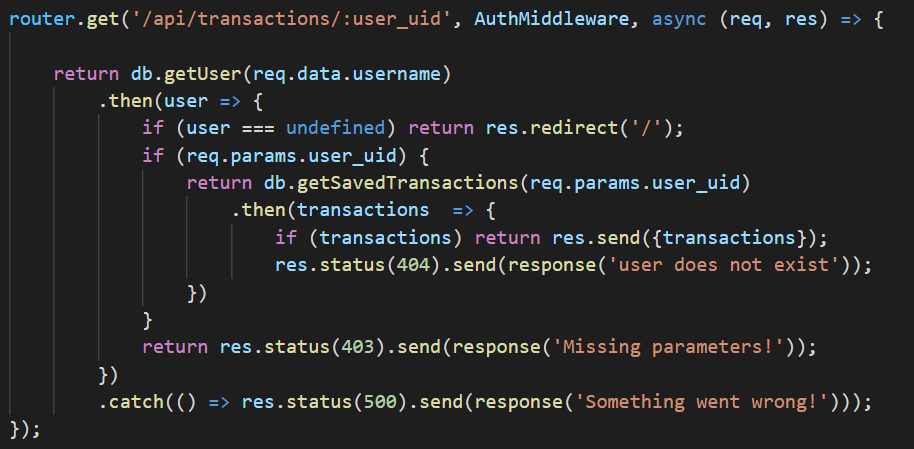 router.get('/api/transactions/:user_uid', AuthMiddleware, async (req, res) => {
return db.getUser(req.data.username)
.then(user => {
if (user === undefined) return res.redirect('/');
if (req.params.user_uid) {
return db.getSavedTransactions(req.params.user_uid)
.then(transactions  => {
if (transactions) return res.send({transactions});
res.status(404).send(response('user does not exist'));
})
}
return res.status(403).send(response('Missing parameters!'));
})
.catch(() => res.status(500).send(response('Something went wrong!')));
});